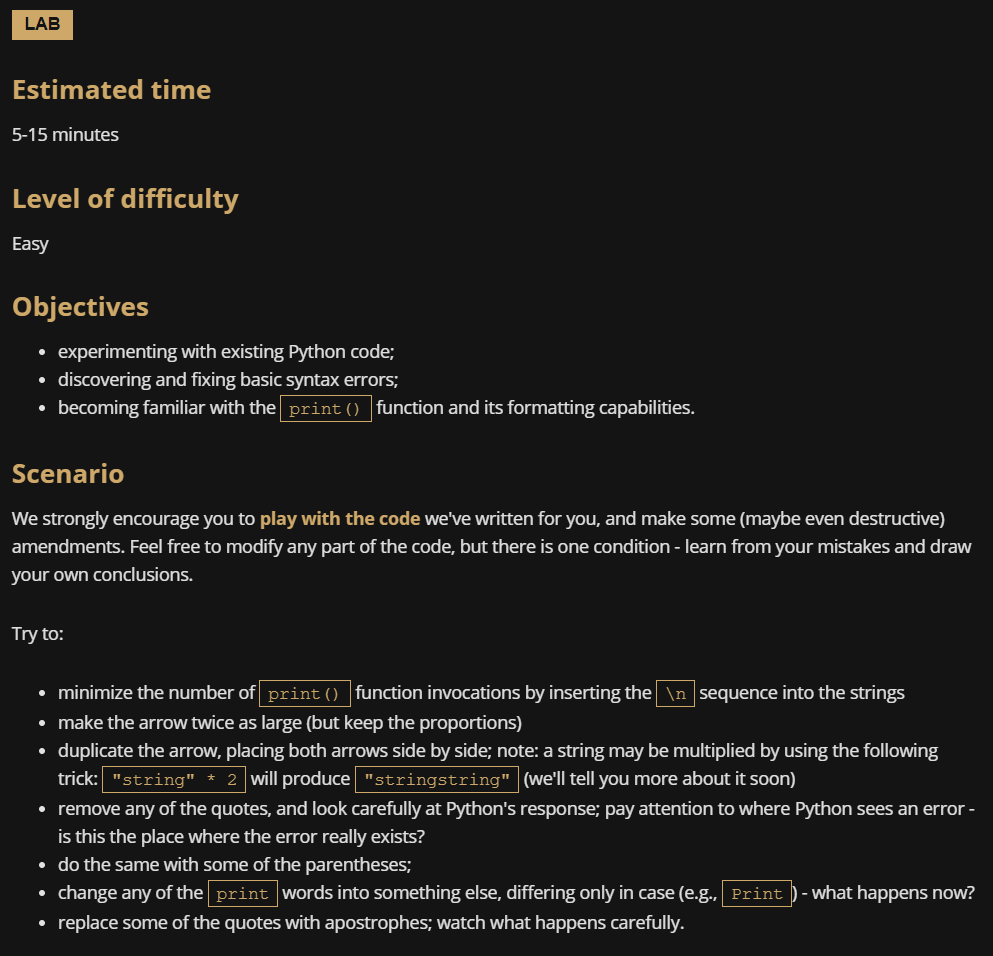 LAB
Estimated time
5-15 minutes
Level of difficulty
Easy
Objectives
experimenting with existing Python code;
discovering and fixing basic syntax errors;
becoming familiar with the print() function and its formatting capabilities.
Scenario
We strongly encourage you to play with the code we've written for you, and make some (maybe even destructive)
amendments. Feel free to modify any part of the code, but there is one condition - learn from your mistakes and draw
your own conclusions.
Try to:
minimize the number of print() function invocations by inserting the \n sequence into the strings
make the arrow twice as large (but keep the proportions)
duplicate the arrow, placing both arrows side by side; note: a string may be multiplied by using the following
trick: "string" * 2 will produce "stringstring" (we'll tell you more about it soon)
remove any of the quotes, and look carefully at Python's response; pay attention to where Python sees an error -
is this the place where the error really exists?
do the same with some of the parentheses;
change any of the print words into something else, differing only in case (e.g., Print) - what happens now?
replace some of the quotes with apostrophes; watch what happens carefully.